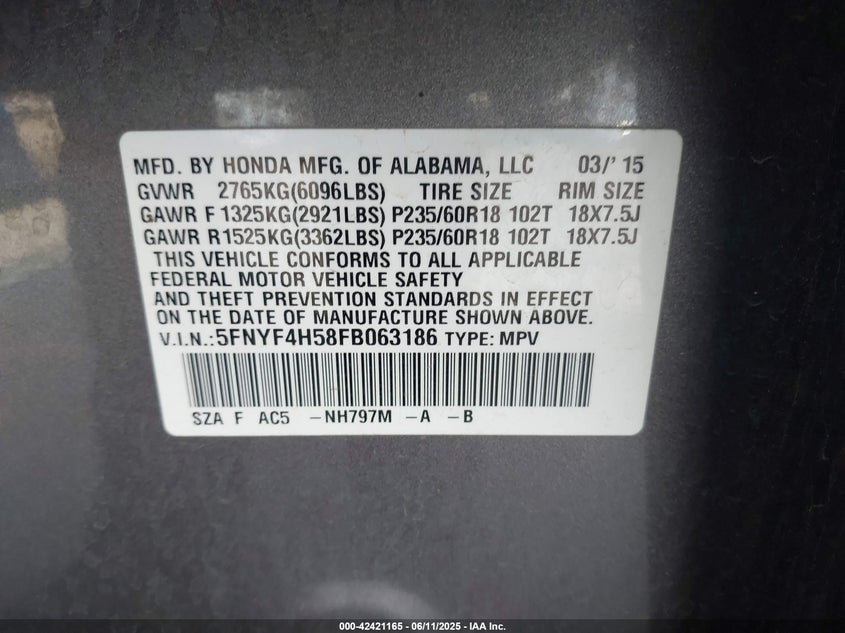 MFD. BY HONDA MFG. OF ALABAMA, LLC 03/'15
GVWR 2765KG(6096LBS) TIRE SIZE RIM SIZE
GAWR F 1325KG(2921LBS) P235/60R18 102T 18X7.5J
GAWR R1525KG(3362LBS) P235/60R18 102T 18X7.5J
THIS VEHICLE CONFORMS TO ALL APPLICABLE
FEDERAL MOTOR VEHICLE SAFETY
AND THEFT PREVENTION STANDARDS IN EFFECT
ON THE DATE OF MANUFACTURE SHOWN ABOVE.
V.I.N.:5FNYF4H58FB063186 TYPE: MPV
SZA F AC5 -NH797M -A -B
000-42421165 - 06/11/2025 - IAA Inc.